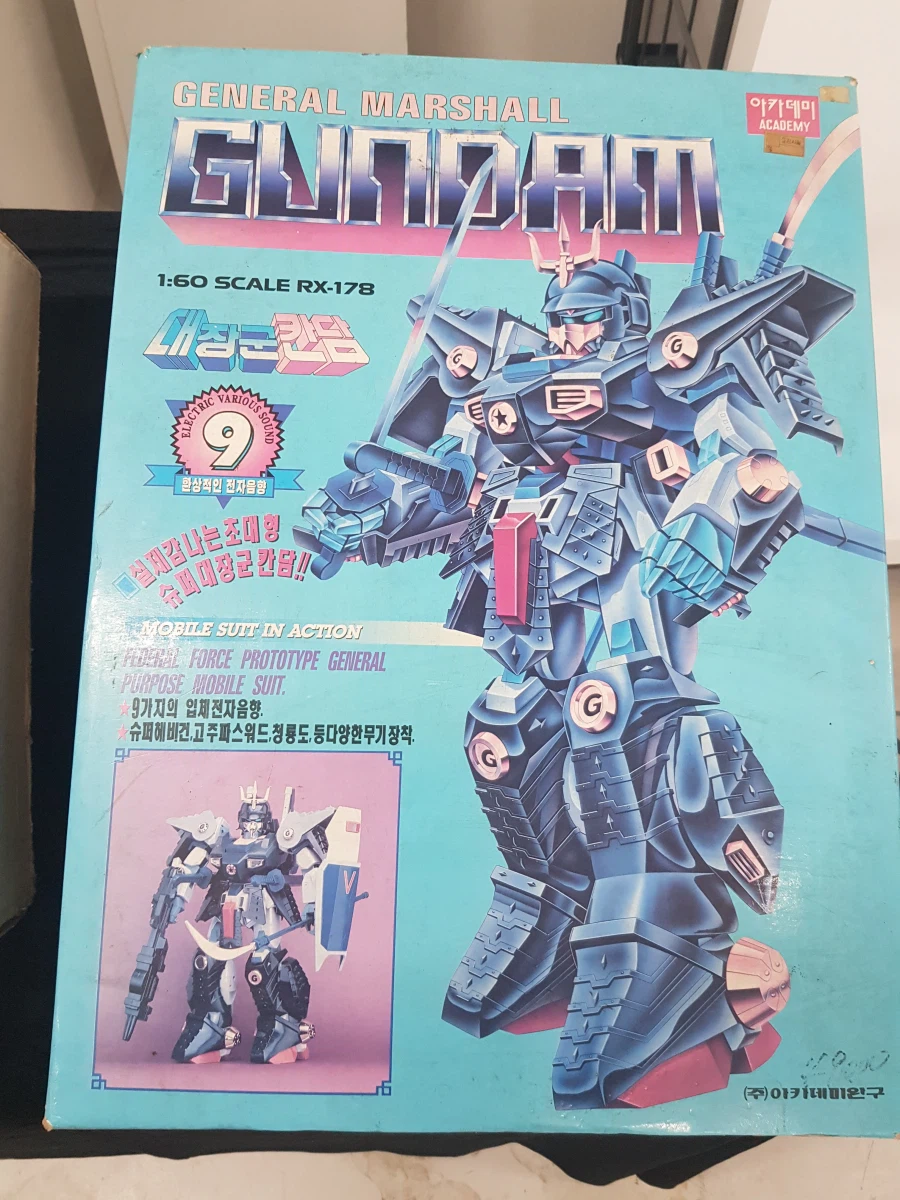 GENERAL MARSHALL
아카데미
ACADEMY
GUNDAM
1:60 SCALE RX-178
대장군칸담
ELECTRIC VARIOUS SOUND
9
환상적인 전자음향
실제감나는초대형
슈퍼대장군칸담!!
MOBILE SUIT IN ACTION
FEDERAL FORCE PROTOTYPE GENERAL
PURPOSE MOBILE SUIT.
★9가지의 입체전자음향.
★슈퍼헤비건,고주파스워드,청룡도,등다양한무기장착.
G
G
G
G
V
G
(주)아카데미완구